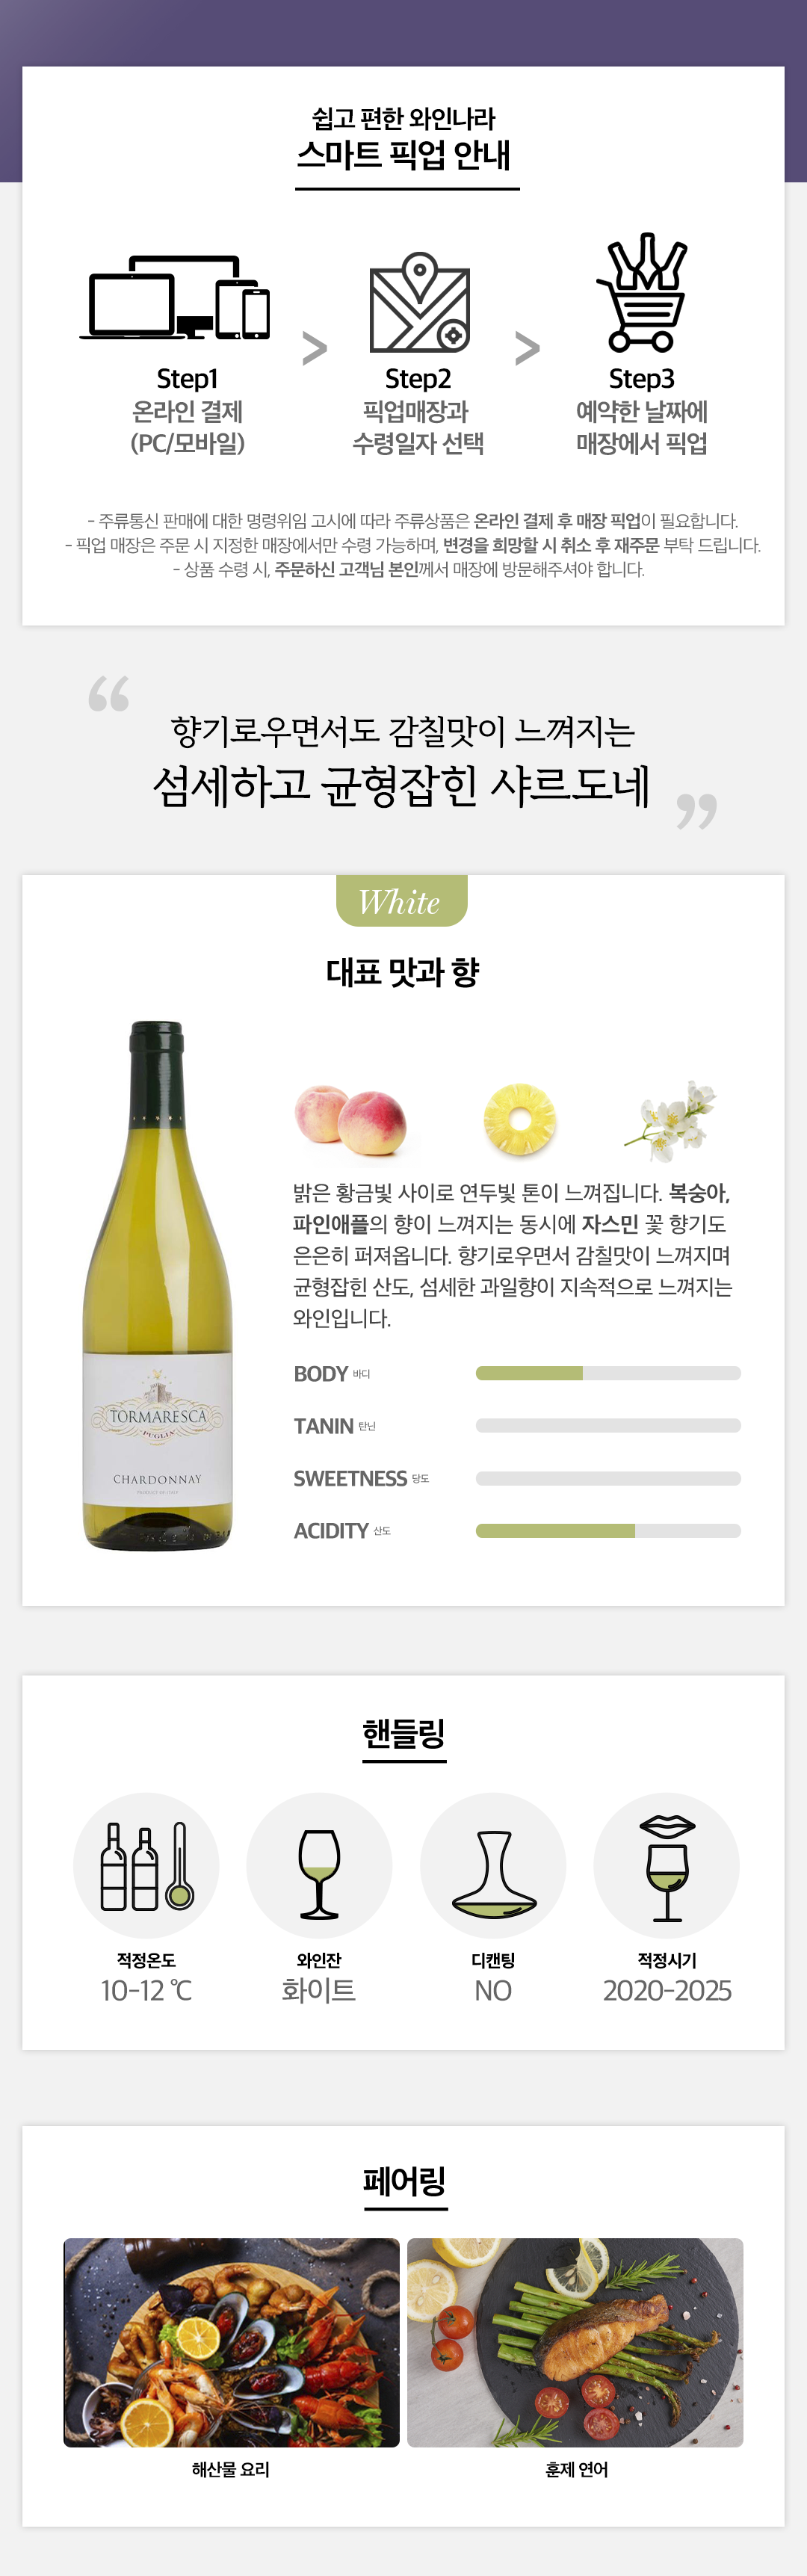 쉽고 편한 와인나라
스마트 픽업 안내
Step1
온라인 결제
(PC/모바일)
>
Step2
픽업매장과
수령일자 선택
>
Step3
예약한 날짜에
매장에서 픽업
- 주류통신 판매에 대한 명령위임 고시에 따라 주류상품은 온라인 결제 후 매장 픽업이 필요합니다.
- 픽업 매장은 주문 시 지정한 매장에서만 수령 가능하며, 변경을 희망할 시 취소 후 재주문 부탁 드립니다.
- 상품 수령 시, 주문하신 고객님 본인께서 매장에 방문해주셔야 합니다.
“
향기로우면서도 감칠맛이 느껴지는
섬세하고 균형잡힌 샤르도네
”
White
대표 맛과 향
밝은 황금빛 사이로 연두빛 톤이 느껴집니다. 복숭아,
파인애플의 향이 느껴지는 동시에 자스민 꽃 향기도
은은히 퍼져옵니다. 향기로우면서 감칠맛이 느껴지며
균형잡힌 산도, 섬세한 과일향이 지속적으로 느껴지는
와인입니다.
TORMARESCA
PUGLIA
CHARDONNAY
PRODUCT OF ITALY
BODY 바디
TANIN 탄닌
SWEETNESS 당도
ACIDITY 산도
핸들링
적정온도
10-12 ℃
와인잔
화이트
디캔팅
NO
적정시기
2020-2025
페어링
해산물 요리
훈제 연어